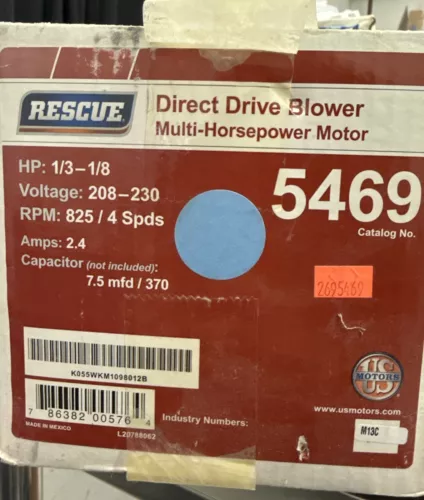 RESCUE
Direct Drive Blower
Multi-Horsepower Motor
HP: 1/3–1/8
Voltage: 208–230
RPM: 825 / 4 Spds
Amps: 2.4
Capacitor (not included):
7.5 mfd / 370
5469
Catalog No.
2695469
K055WKM1098012B
7 86382 00576 4
MADE IN MEXICO
L20788062
Industry Numbers:
US
MOTORS
www.usmotors.com
M13C